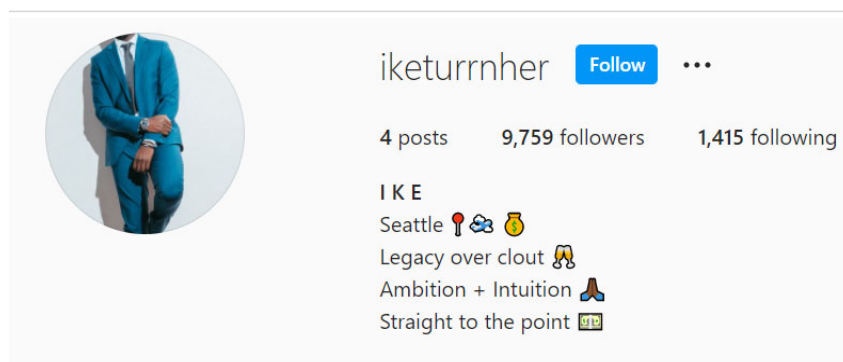 iketurrnher Follow •••
4 posts 9,759 followers 1,415 following
I K E
Seattle 📍🌬️ 💰
Legacy over clout 🥂
Ambition + Intuition 🙏🏾
Straight to the point 💵